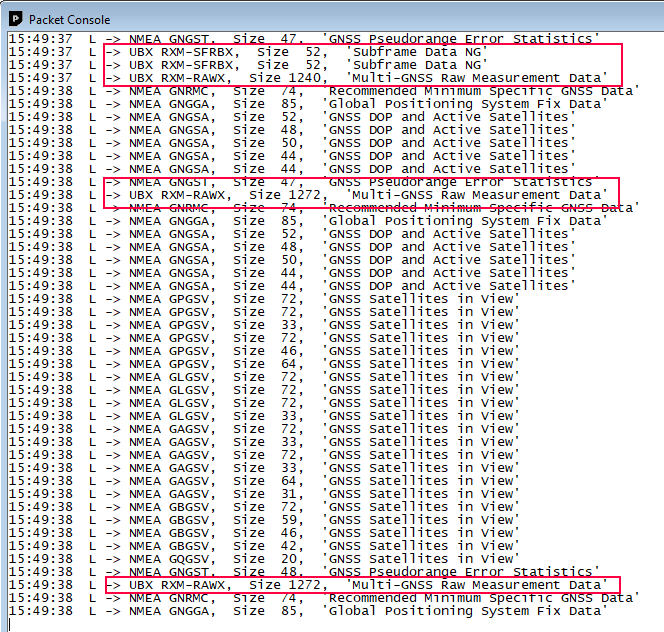 Packet Console
15:49:37  L -> NMEA GNGST,  Size  47,  'GNSS Pseudorange Error Statistics'
15:49:37  L -> UBX RXM-SFRBX,  Size  52,  'Subframe Data NG'
15:49:37  L -> UBX RXM-SFRBX,  Size  52,  'Subframe Data NG'
15:49:37  L -> UBX RXM-RAWX,  Size 1240,  'Multi-GNSS Raw Measurement Data'
15:49:38  L -> NMEA GNRMC,  Size  74,  'Recommended Minimum Specific GNSS Data'
15:49:38  L -> NMEA GNGGA,  Size  85,  'Global Positioning System Fix Data'
15:49:38  L -> NMEA GNGSA,  Size  52,  'GNSS DOP and Active Satellites'
15:49:38  L -> NMEA GNGSA,  Size  48,  'GNSS DOP and Active Satellites'
15:49:38  L -> NMEA GNGSA,  Size  50,  'GNSS DOP and Active Satellites'
15:49:38  L -> NMEA GNGSA,  Size  44,  'GNSS DOP and Active Satellites'
15:49:38  L -> NMEA GNGSA,  Size  44,  'GNSS DOP and Active Satellites'
15:49:38  L -> NMEA GNGST,  Size  47,  'GNSS Pseudorange Error Statistics'
15:49:38  L -> UBX RXM-RAWX,  Size 1272,  'Multi-GNSS Raw Measurement Data'
15:49:38  L -> NMEA GNRMC,  Size  74,  'Recommended Minimum Specific GNSS Data'
15:49:38  L -> NMEA GNGGA,  Size  85,  'Global Positioning System Fix Data'
15:49:38  L -> NMEA GNGSA,  Size  52,  'GNSS DOP and Active Satellites'
15:49:38  L -> NMEA GNGSA,  Size  48,  'GNSS DOP and Active Satellites'
15:49:38  L -> NMEA GNGSA,  Size  50,  'GNSS DOP and Active Satellites'
15:49:38  L -> NMEA GNGSA,  Size  44,  'GNSS DOP and Active Satellites'
15:49:38  L -> NMEA GNGSA,  Size  44,  'GNSS DOP and Active Satellites'
15:49:38  L -> NMEA GPGSV,  Size  72,  'GNSS Satellites in View'
15:49:38  L -> NMEA GPGSV,  Size  72,  'GNSS Satellites in View'
15:49:38  L -> NMEA GPGSV,  Size  33,  'GNSS Satellites in View'
15:49:38  L -> NMEA GPGSV,  Size  72,  'GNSS Satellites in View'
15:49:38  L -> NMEA GPGSV,  Size  46,  'GNSS Satellites in View'
15:49:38  L -> NMEA GPGSV,  Size  64,  'GNSS Satellites in View'
15:49:38  L -> NMEA GLGSV,  Size  72,  'GNSS Satellites in View'
15:49:38  L -> NMEA GLGSV,  Size  72,  'GNSS Satellites in View'
15:49:38  L -> NMEA GLGSV,  Size  72,  'GNSS Satellites in View'
15:49:38  L -> NMEA GLGSV,  Size  33,  'GNSS Satellites in View'
15:49:38  L -> NMEA GAGSV,  Size  72,  'GNSS Satellites in View'
15:49:38  L -> NMEA GAGSV,  Size  33,  'GNSS Satellites in View'
15:49:38  L -> NMEA GAGSV,  Size  72,  'GNSS Satellites in View'
15:49:38  L -> NMEA GAGSV,  Size  33,  'GNSS Satellites in View'
15:49:38  L -> NMEA GAGSV,  Size  64,  'GNSS Satellites in View'
15:49:38  L -> NMEA GAGSV,  Size  31,  'GNSS Satellites in View'
15:49:38  L -> NMEA GBGSV,  Size  72,  'GNSS Satellites in View'
15:49:38  L -> NMEA GBGSV,  Size  59,  'GNSS Satellites in View'
15:49:38  L -> NMEA GBGSV,  Size  46,  'GNSS Satellites in View'
15:49:38  L -> NMEA GBGSV,  Size  42,  'GNSS Satellites in View'
15:49:38  L -> NMEA GQGSV,  Size  20,  'GNSS Satellites in View'
15:49:38  L -> NMEA GNGST,  Size  48,  'GNSS Pseudorange Error Statistics'
15:49:38  L -> UBX RXM-RAWX,  Size 1272,  'Multi-GNSS Raw Measurement Data'
15:49:38  L -> NMEA GNRMC,  Size  74,  'Recommended Minimum Specific GNSS Data'
15:49:38  L -> NMEA GNGGA,  Size  85,  'Global Positioning System Fix Data'